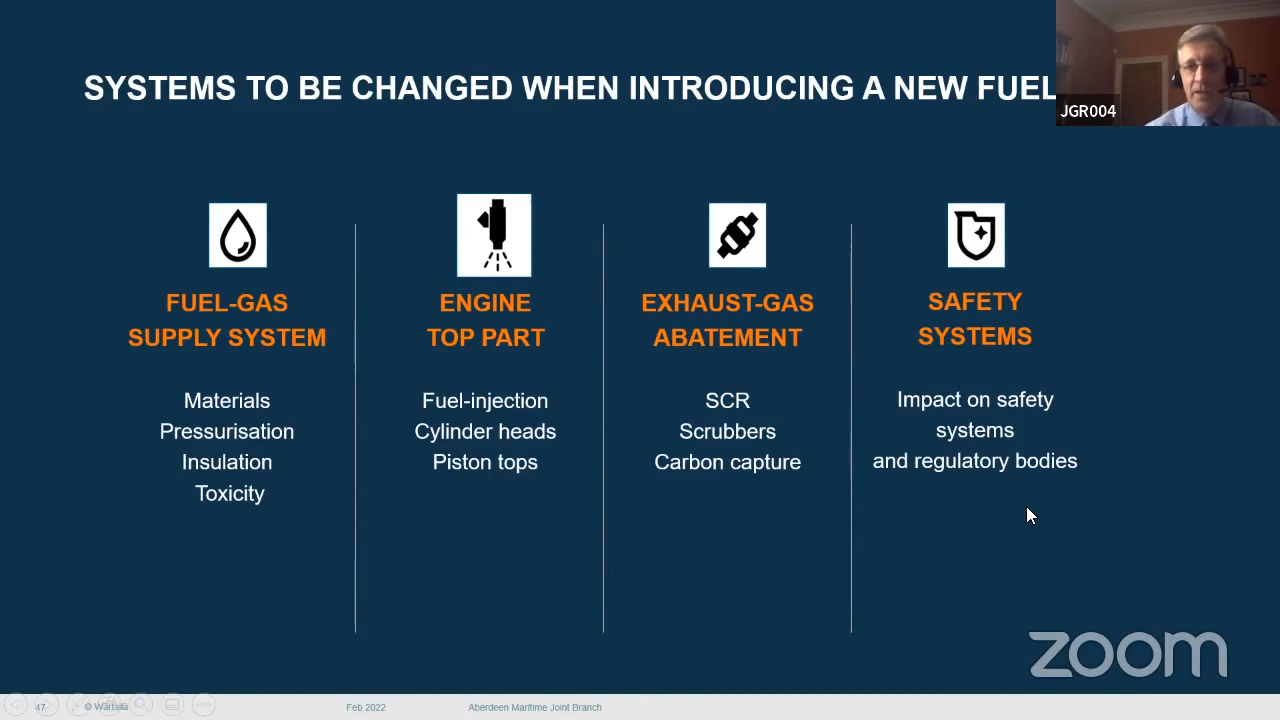 SYSTEMS TO BE CHANGED WHEN INTRODUCING A NEW FUEL
JGR004
FUEL-GAS
SUPPLY SYSTEM
Materials
Pressurisation
Insulation
Toxicity
ENGINE
TOP PART
Fuel-injection
Cylinder heads
Piston tops
EXHAUST-GAS
ABATEMENT
SCR
Scrubbers
Carbon capture
SAFETY
SYSTEMS
Impact on safety
systems
and regulatory bodies
zoom
47
© Wärtsilä
Feb 2022
Aberdeen Maritime Joint Branch